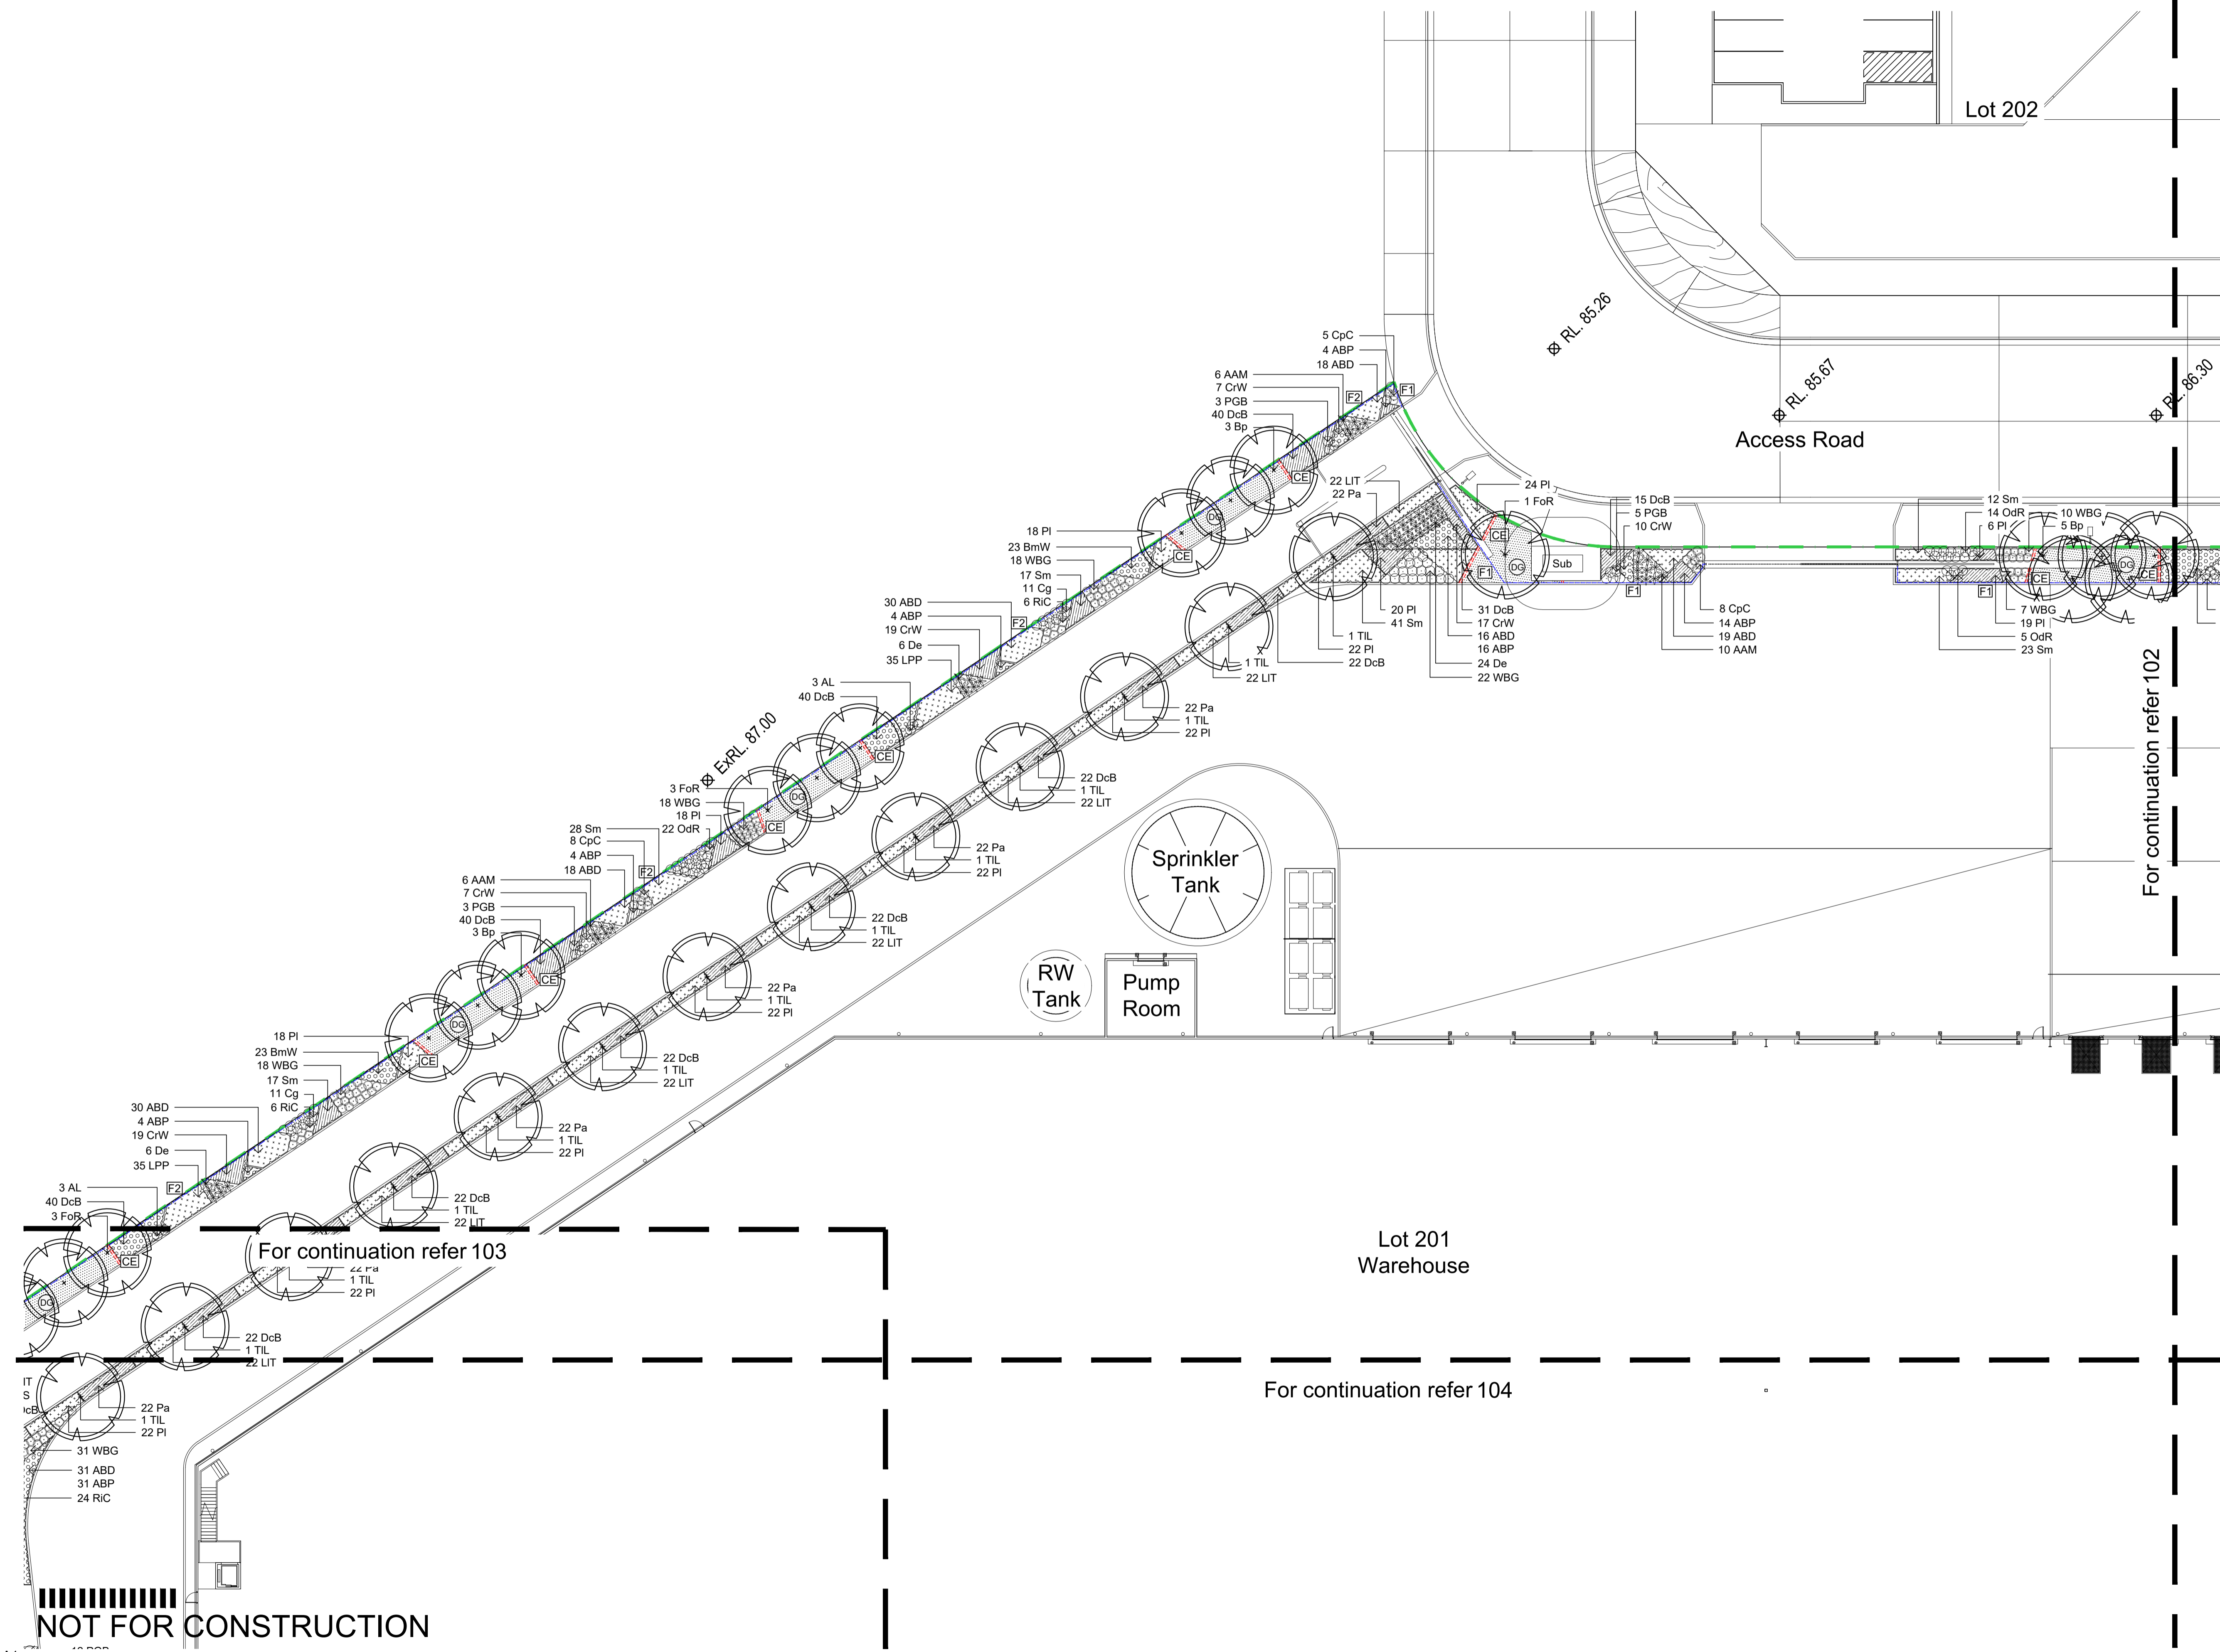 Lot 202
RL. 85.26
RL. 85.67
RL. 86.30
Access Road
5 CpC
4 ABP
18 ABD
F1
F2
6 AAM
7 CrW
3 PGB
40 DcB
3 Bp
CE
DG
22 LIT
22 Pa
24 Pl
1 FoR
CE
F1
DG
Sub
15 DcB
5 PGB
10 CrW
F1
12 Sm
14 OdR
6 Pl
10 WBG
5 Bp
CE
DG
CE
F1
8 CpC
14 ABP
19 ABD
10 AAM
7 WBG
19 Pl
5 OdR
23 Sm
20 Pl
41 Sm
1 TIL
22 Pl
22 DcB
31 DcB
17 CrW
16 ABD
16 ABP
24 De
22 WBG
18 Pl
23 BmW
18 WBG
17 Sm
11 Cg
6 RiC
CE
F2
30 ABD
4 ABP
19 CrW
6 De
35 LPP
1 TIL
22 LIT
3 AL
40 DcB
CE
22 Pa
1 TIL
22 Pl
ExRL. 87.00
3 FoR
18 WBG
18 Pl
22 OdR
DG
CE
22 DcB
1 TIL
22 LIT
28 Sm
8 CpC
4 ABP
18 ABD
F2
22 Pa
1 TIL
22 Pl
6 AAM
7 CrW
3 PGB
40 DcB
3 Bp
CE
DG
22 DcB
1 TIL
22 LIT
Sprinkler
Tank
RW
Tank
Pump
Room
For continuation refer 102
22 Pa
1 TIL
22 Pl
18 Pl
23 BmW
18 WBG
17 Sm
11 Cg
6 RiC
CE
22 DcB
1 TIL
22 LIT
30 ABD
4 ABP
19 CrW
6 De
35 LPP
F2
22 Pa
1 TIL
22 Pl
3 AL
40 DcB
3 FoR
CE
DG
22 DcB
1 TIL
22 LIT
For continuation refer 103
22 Pa
1 TIL
22 Pl
22 DcB
1 TIL
22 LIT
Lot 201
Warehouse
For continuation refer 104
22 Pa
1 TIL
22 Pl
31 WBG
31 ABD
31 ABP
24 RiC
NOT FOR CONSTRUCTION